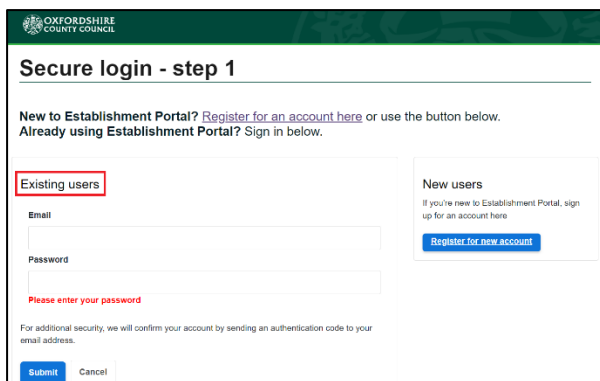 OXFORDSHIRE
COUNTY COUNCIL
Secure login - step 1
New to Establishment Portal? Register for an account here or use the button below.
Already using Establishment Portal? Sign in below.
Existing users
Email
Password
Please enter your password
For additional security, we will confirm your account by sending an authentication code to your
email address.
Submit Cancel
New users
If you're new to Establishment Portal, sign
up for an account here
Register for new account